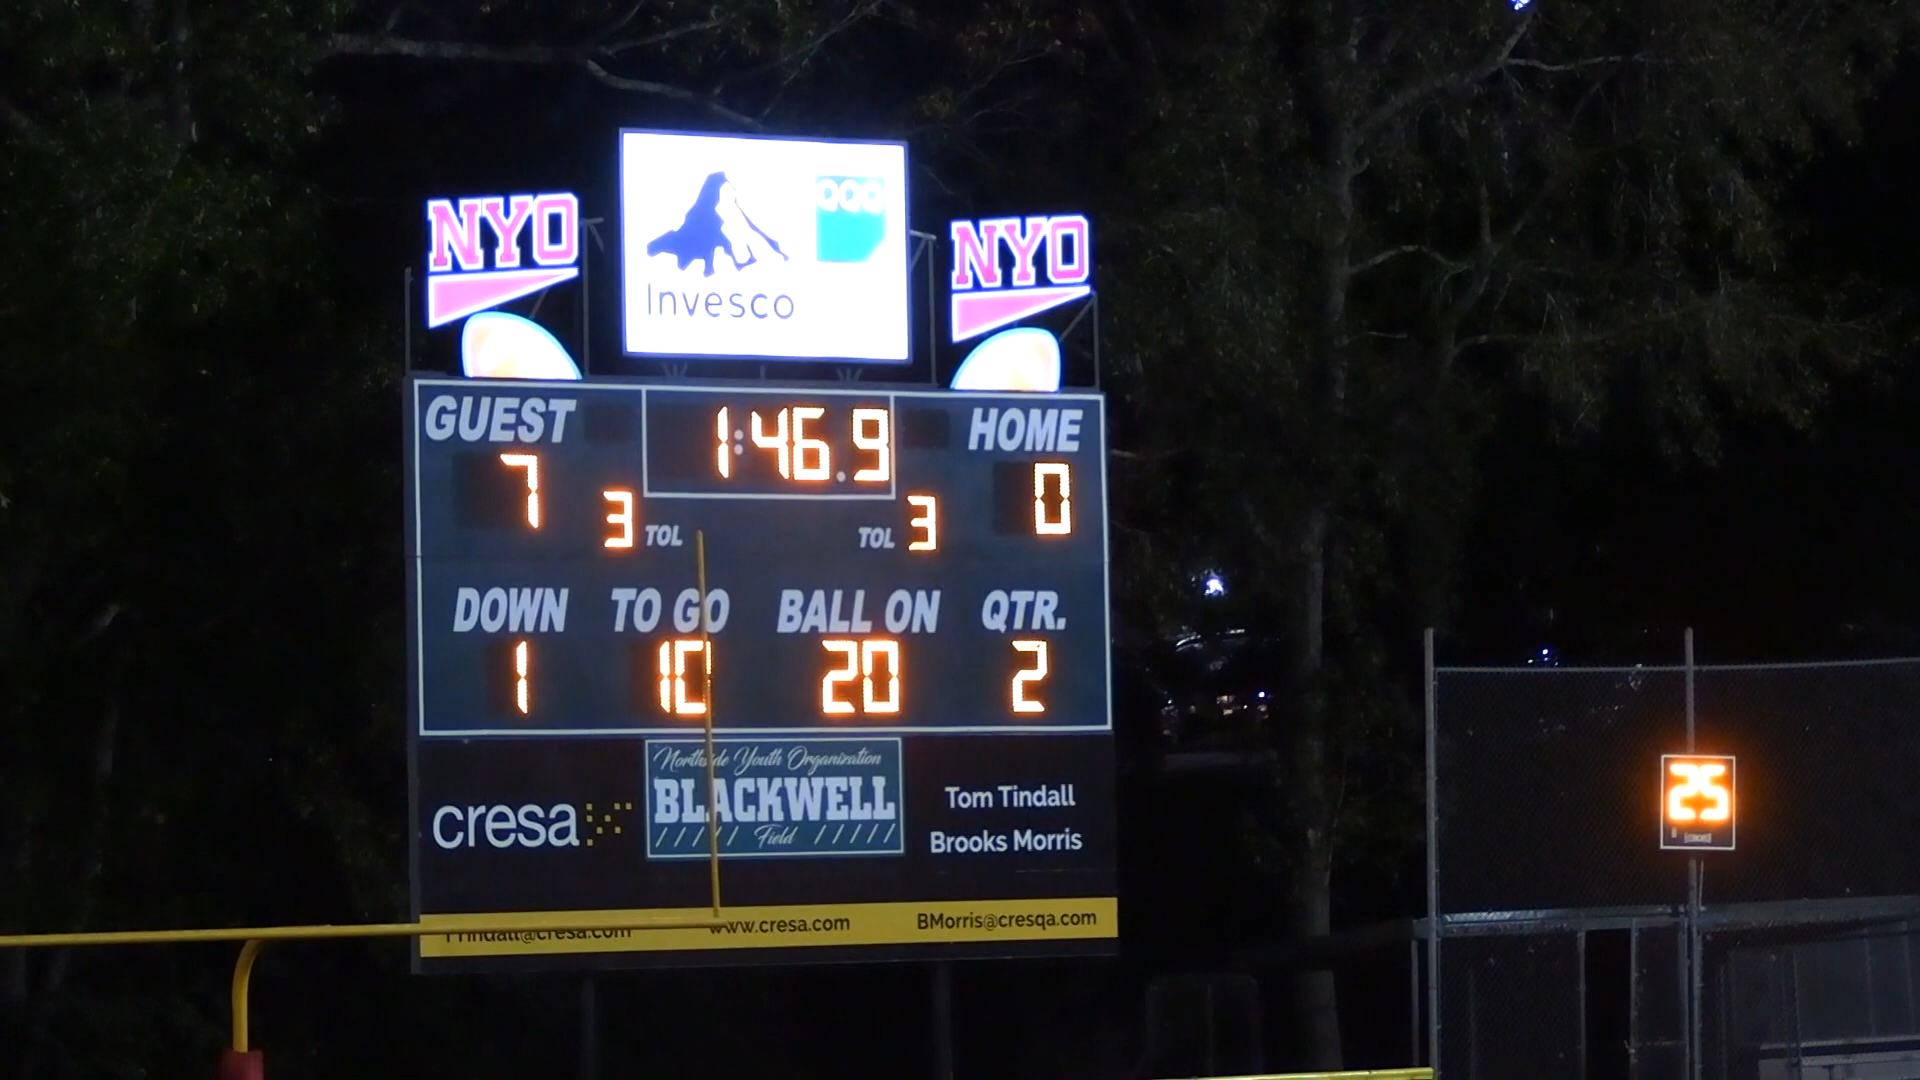 NYO
Invesco
QQQ
NYO
GUEST
1:46.9
HOME
7
3 TOL
TOL 3
0
DOWN
TO GO
BALL ON
QTR.
1
10
20
2
25
Northside Youth Organization
BLACKWELL
Field
cresa
Tom Tindall
Brooks Morris
www.cresa.com
BMorris@cresqa.com